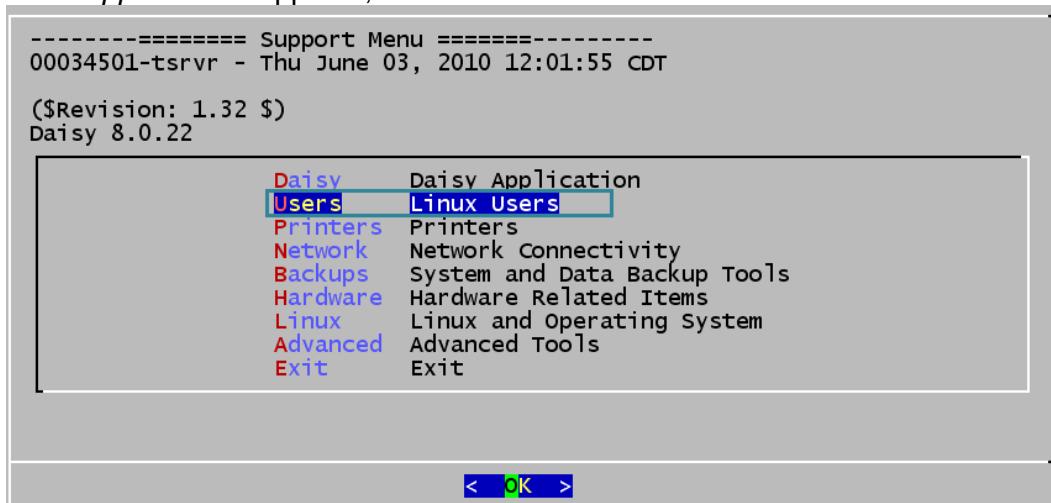 --------======== Support Menu =======---------
00034501-tsrvr - Thu June 03, 2010 12:01:55 CDT
($Revision: 1.32 $)
Daisy 8.0.22
Daisy Daisy Application
Users Linux Users
Printers Printers
Network Network Connectivity
Backups System and Data Backup Tools
Hardware Hardware Related Items
Linux Linux and Operating System
Advanced Advanced Tools
Exit Exit
< OK >